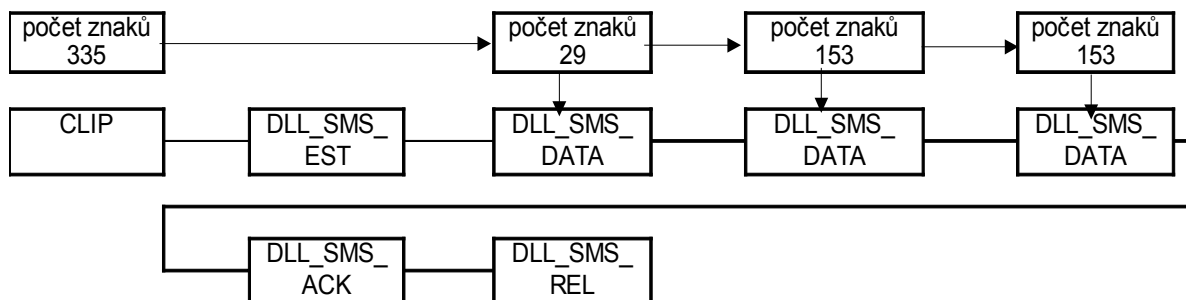 počet znaků
335
počet znaků
29
počet znaků
153
počet znaků
153
CLIP
DLL_SMS_
EST
DLL_SMS_
DATA
DLL_SMS_
DATA
DLL_SMS_
DATA
DLL_SMS_
ACK
DLL_SMS_
REL